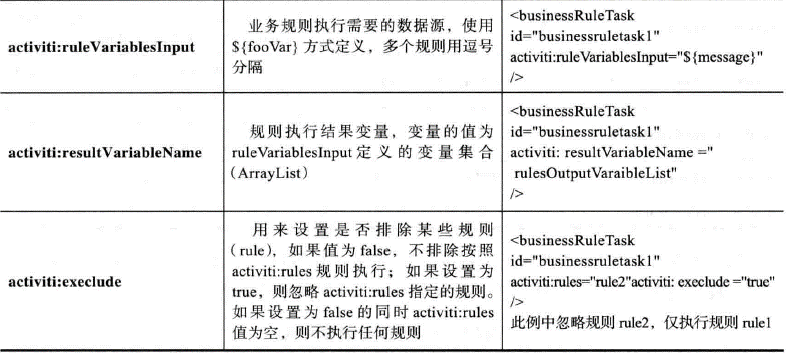 activiti:ruleVariablesInput
业务规则执行需要的数据源，使用
${fooVar} 方式定义，多个规则用逗号
分隔
<businessRuleTask
id="businessruletask1"
activiti:ruleVariablesInput="${message}"
/>
activiti:resultVariableName
规则执行结果变量，变量的值为
ruleVariablesInput 定义的变量集合
(ArrayList)
<businessRuleTask
id="businessruletask1"
activiti: resultVariableName ="
rulesOutputVaraibleList"
/>
activiti:execlude
用来设置是否排除某些规则
(rule)，如果值为 false，不排除按照
activiti:rules 规则执行；如果设置为
true，则忽略 activiti:rules 指定的规则。
如果设置为 false 的同时 activiti:rules
值为空，则不执行任何规则
<businessRuleTask
id="businessruletask1"
activiti:rules="rule2"activiti: execlude ="true"
/>
此例中忽略规则 rule2，仅执行规则 rule1